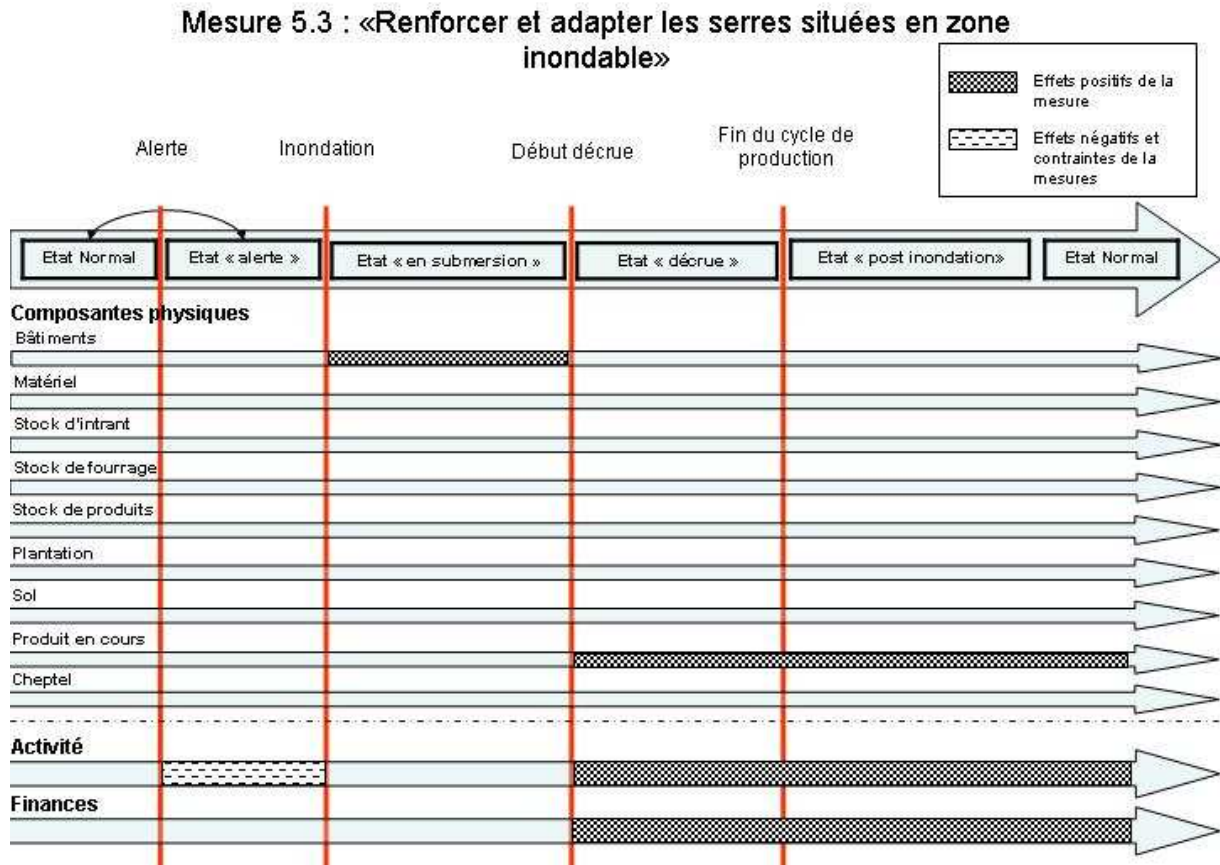 Mesure 5.3 : «Renforcer et adapter les serres situées en zone
inondable»
Effets positifs de la
mesure
Effets négatifs et
contraintes de la
mesures
Alerte
Inondation
Début décrue
Fin du cycle de
production
Etat Normal
Etat « alerte »
Etat « en submersion »
Etat « décrue »
Etat « post inondation»
Etat Normal
Composantes physiques
Bâtiments
Matériel
Stock d'intrant
Stock de fourrage
Stock de produits
Plantation
Sol
Produit en cours
Cheptel
Activité
Finances